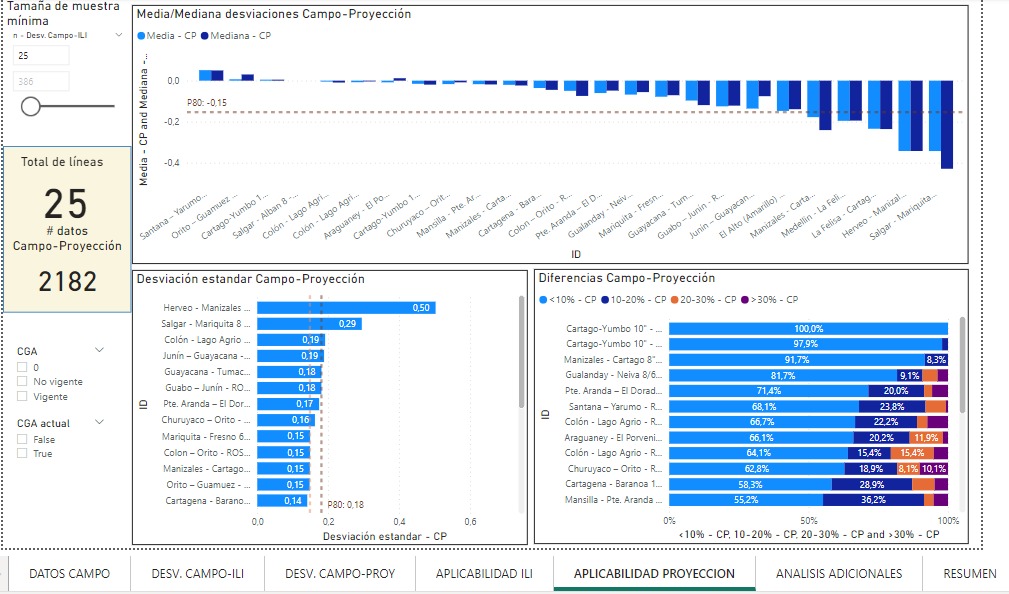 Tamaña de muestra
mínima
n - Desv. Campo-ILI
25
386
Total de líneas
25
# datos
Campo-Proyección
2182
CGA
0
No vigente
Vigente
CGA actual
False
True
Media/Mediana desviaciones Campo-Proyección
Media - CP Mediana - CP
Media - CP and Mediana -...
0,0
-0,2
-0,4
P80: -0,15
Santana – Yarumo...
Orito – Guamuez ...
Cartago-Yumbo 1...
Salgar - Alban 8 -...
Colón - Lago Agri...
Colón - Lago Agri...
Araguaney - El Po...
Cartago-Yumbo 1...
Churuyaco – Orit...
Mansilla - Pte. Ar...
Manizales - Carta...
Cartagena - Bara...
Colon – Orito - R...
Pte. Aranda – El D...
Gualanday - Neiv...
Mariquita - Fresn...
Guayacana - Tum...
Guabo – Junín - R...
Junín – Guayacan...
El Alto (Amarillo) ...
Manizales - Carta...
Medellín - La Feli...
La Felisa - Cartag...
Herveo - Manizal...
Salgar - Mariquita...
ID
Desviación estandar Campo-Proyección
ID
Herveo - Manizales ... 0,50
Salgar - Mariquita 8 ... 0,29
Colón - Lago Agrio ... 0,19
Junín – Guayacana -... 0,19
Guayacana - Tumac... 0,18
Guabo – Junín - RO... 0,18
Pte. Aranda – El Dor... 0,17
Churuyaco – Orito -... 0,16
Mariquita - Fresno 6... 0,15
Colon – Orito - ROS... 0,15
Manizales - Cartago... 0,15
Orito – Guamuez -... 0,15
Cartagena - Barano... 0,14
P80: 0,18
0,0 0,2 0,4 0,6
Desviación estandar - CP
Diferencias Campo-Proyección
<10% - CP 10-20% - CP 20-30% - CP >30% - CP
ID
Cartago-Yumbo 10" - ... 100,0%
Cartago-Yumbo 10" - ... 97,9%
Manizales - Cartago 8"... 91,7% 8,3%
Gualanday - Neiva 8/6... 81,7% 9,1%
Pte. Aranda – El Dorad... 71,4% 20,0%
Santana – Yarumo - R... 68,1% 23,8%
Colón - Lago Agrio - R... 66,7% 22,2%
Araguaney - El Porveni... 66,1% 20,2% 11,9%
Colón - Lago Agrio - R... 64,1% 15,4% 15,4%
Churuyaco – Orito - R... 62,8% 18,9% 8,1% 10,1%
Cartagena - Baranoa 1... 58,3% 28,9%
Mansilla - Pte. Aranda ... 55,2% 36,2%
0% 50% 100%
<10% - CP, 10-20% - CP, 20-30% - CP and >30% - CP
DATOS CAMPO DESV. CAMPO-ILI DESV. CAMPO-PROY APLICABILIDAD ILI APLICABILIDAD PROYECCION ANALISIS ADICIONALES RESUMEN